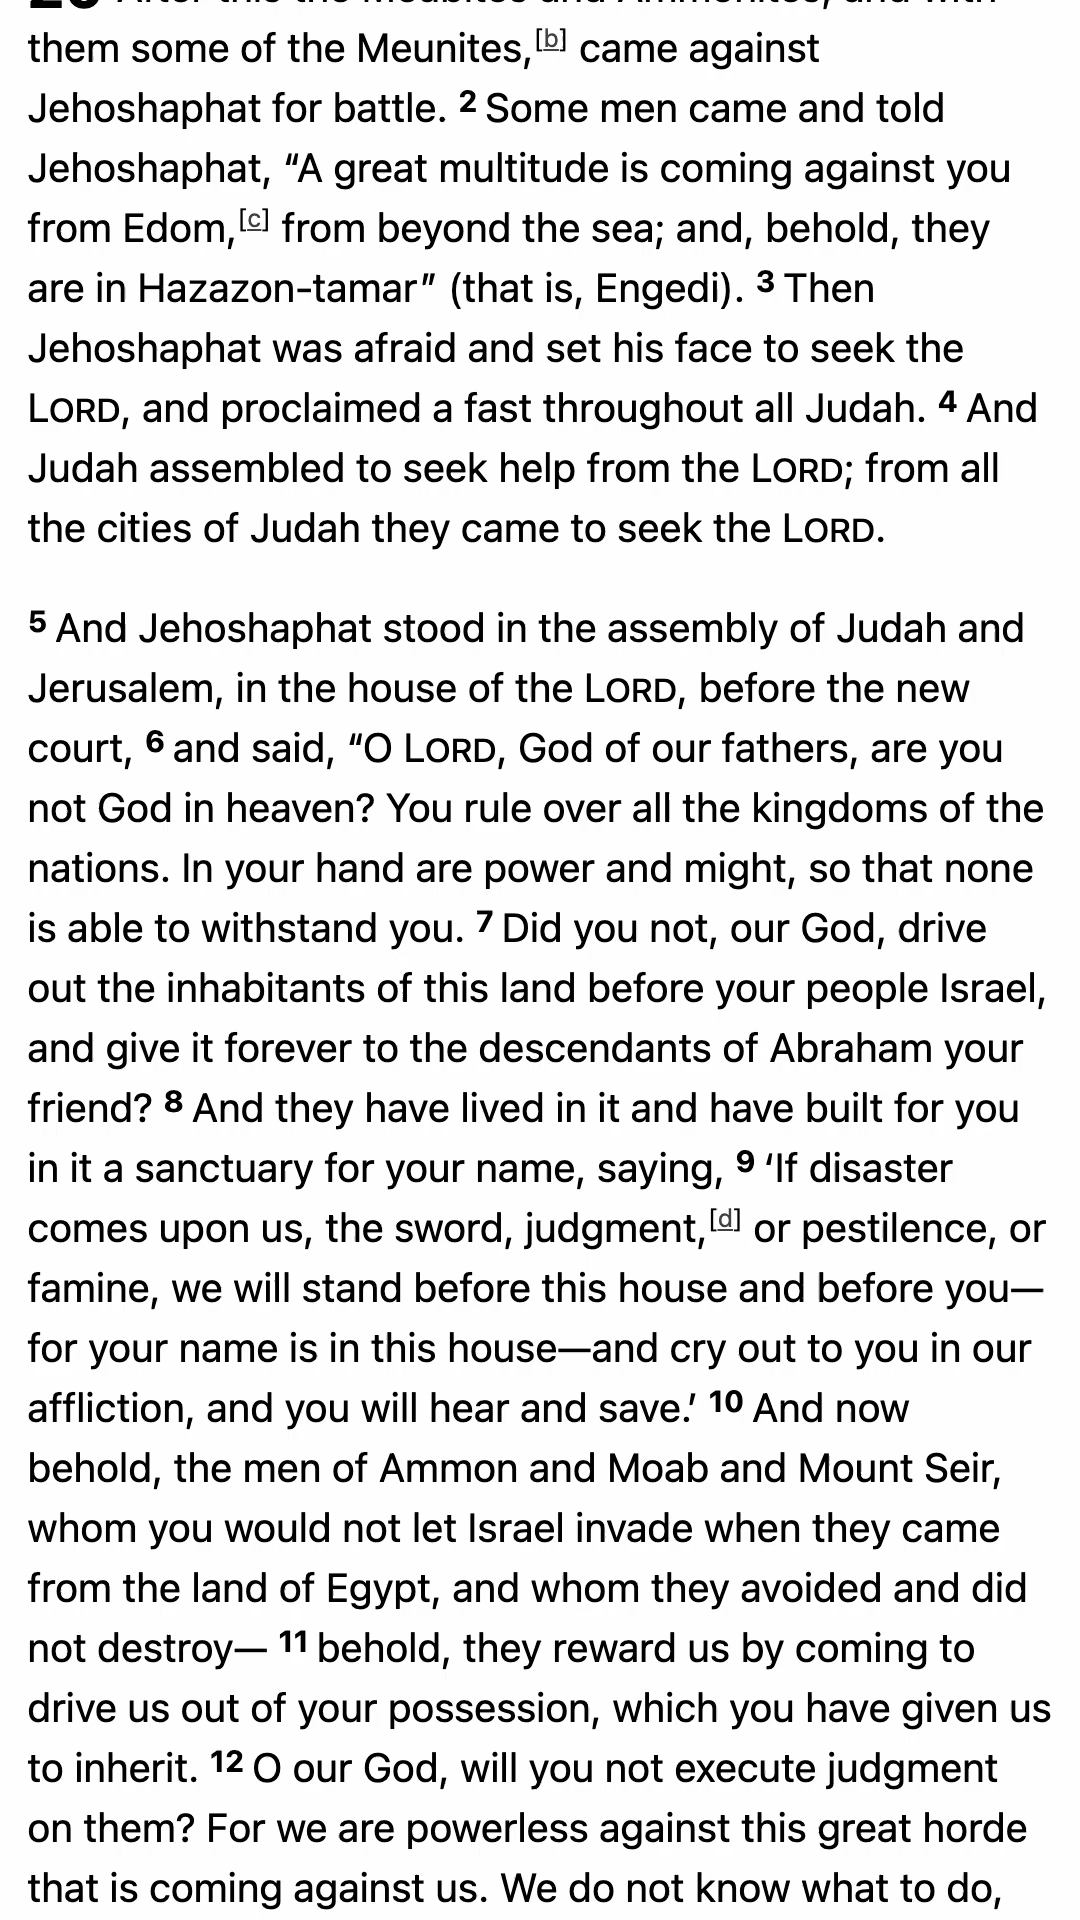 20 After this the Moabites and Ammonites, and with
them some of the Meunites,[b] came against
Jehoshaphat for battle. 2 Some men came and told
Jehoshaphat, “A great multitude is coming against you
from Edom,[c] from beyond the sea; and, behold, they
are in Hazazon-tamar” (that is, Engedi). 3 Then
Jehoshaphat was afraid and set his face to seek the
LORD, and proclaimed a fast throughout all Judah. 4 And
Judah assembled to seek help from the LORD; from all
the cities of Judah they came to seek the LORD.
5 And Jehoshaphat stood in the assembly of Judah and
Jerusalem, in the house of the LORD, before the new
court, 6 and said, “O LORD, God of our fathers, are you
not God in heaven? You rule over all the kingdoms of the
nations. In your hand are power and might, so that none
is able to withstand you. 7 Did you not, our God, drive
out the inhabitants of this land before your people Israel,
and give it forever to the descendants of Abraham your
friend? 8 And they have lived in it and have built for you
in it a sanctuary for your name, saying, 9 ‘If disaster
comes upon us, the sword, judgment,[d] or pestilence, or
famine, we will stand before this house and before you—
for your name is in this house—and cry out to you in our
affliction, and you will hear and save.’ 10 And now
behold, the men of Ammon and Moab and Mount Seir,
whom you would not let Israel invade when they came
from the land of Egypt, and whom they avoided and did
not destroy— 11 behold, they reward us by coming to
drive us out of your possession, which you have given us
to inherit. 12 O our God, will you not execute judgment
on them? For we are powerless against this great horde
that is coming against us. We do not know what to do,